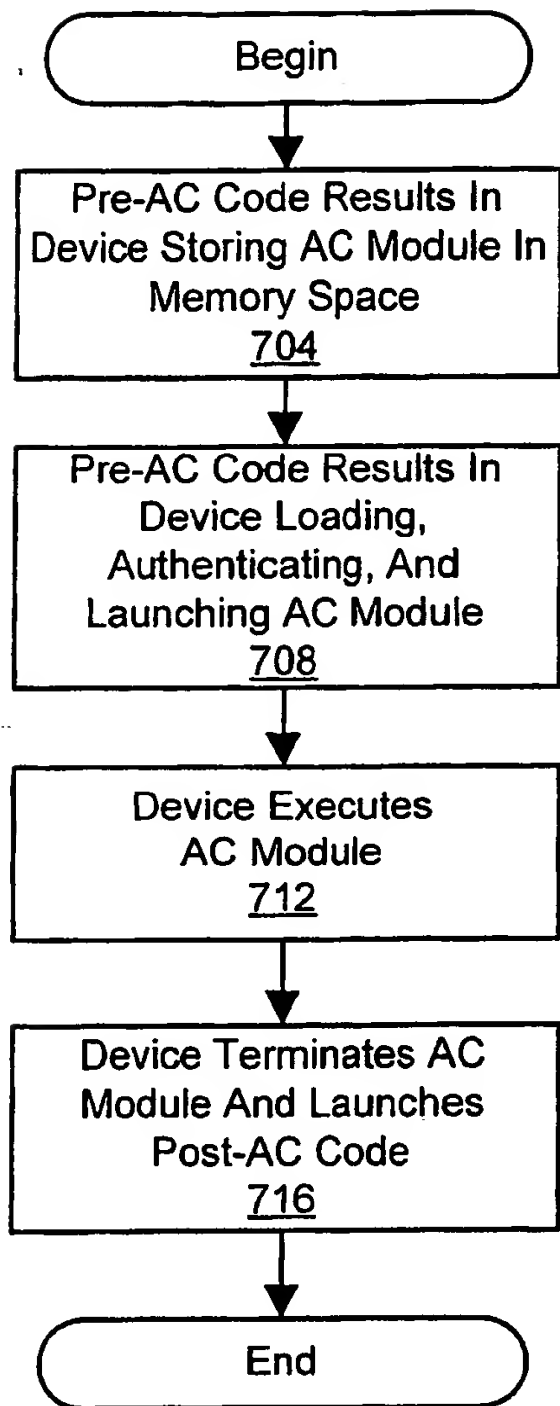 Begin
Pre-AC Code Results In
Device Storing AC Module In
Memory Space
704
Pre-AC Code Results In
Device Loading,
Authenticating, And
Launching AC Module
708
Device Executes
AC Module
712
Device Terminates AC
Module And Launches
Post-AC Code
716
End